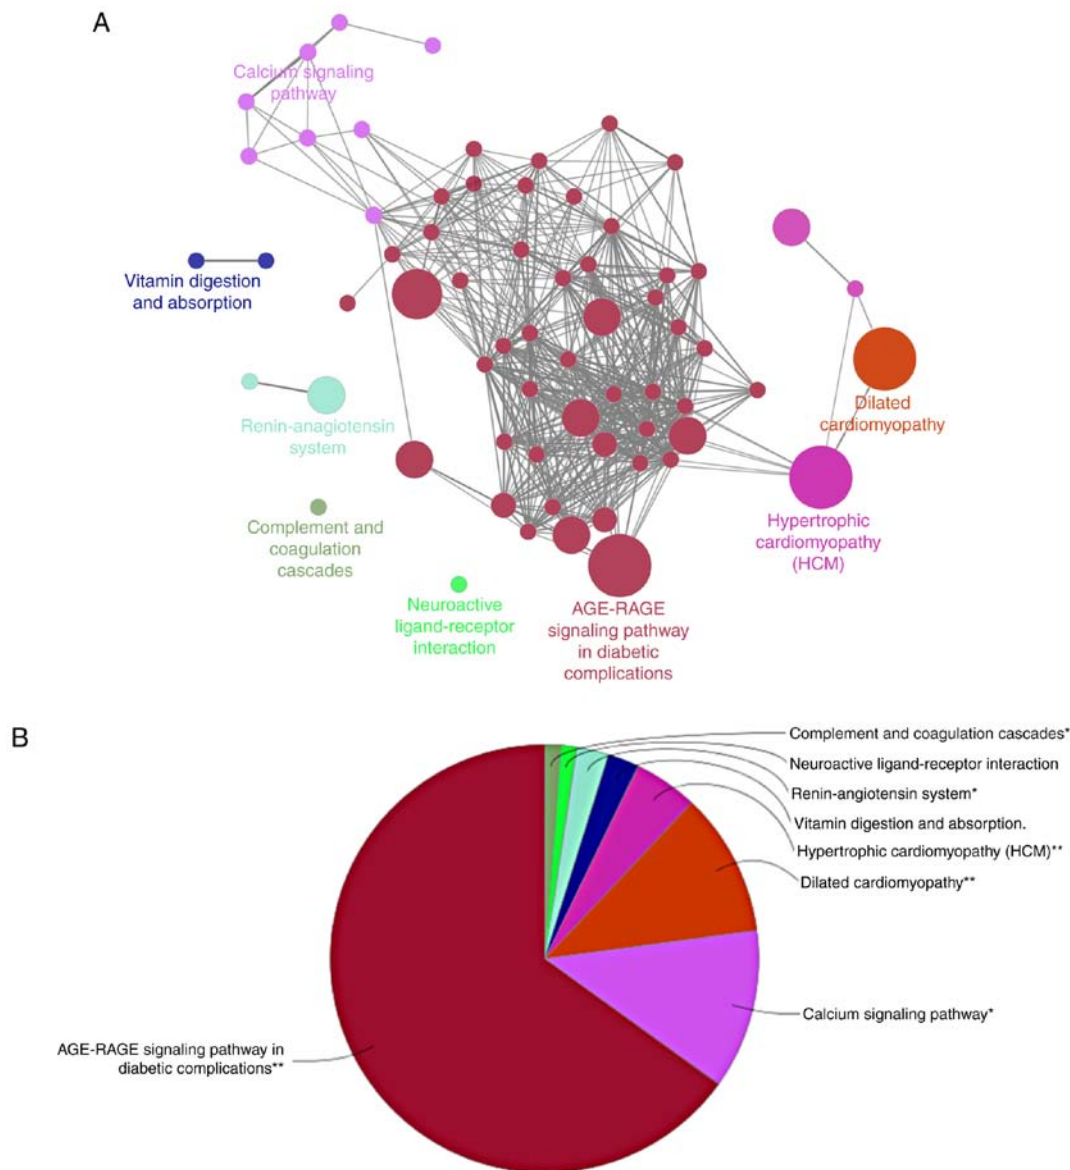 A
Calcium signaling
pathway
Vitamin digestion
and absorption
Renin-anagiotensin
system
Complement and
coagulation
cascades
Neuroactive
ligand-receptor
interaction
AGE-RAGE
signaling pathway
in diabetic
complications
Dilated
cardiomyopathy
Hypertrophic
cardiomyopathy
(HCM)
B
Complement and coagulation cascades*
Neuroactive ligand-receptor interaction
Renin-angiotensin system*
Vitamin digestion and absorption.
Hypertrophic cardiomyopathy (HCM)**
Dilated cardiomyopathy**
Calcium signaling pathway*
AGE-RAGE signaling pathway in
diabetic complications**